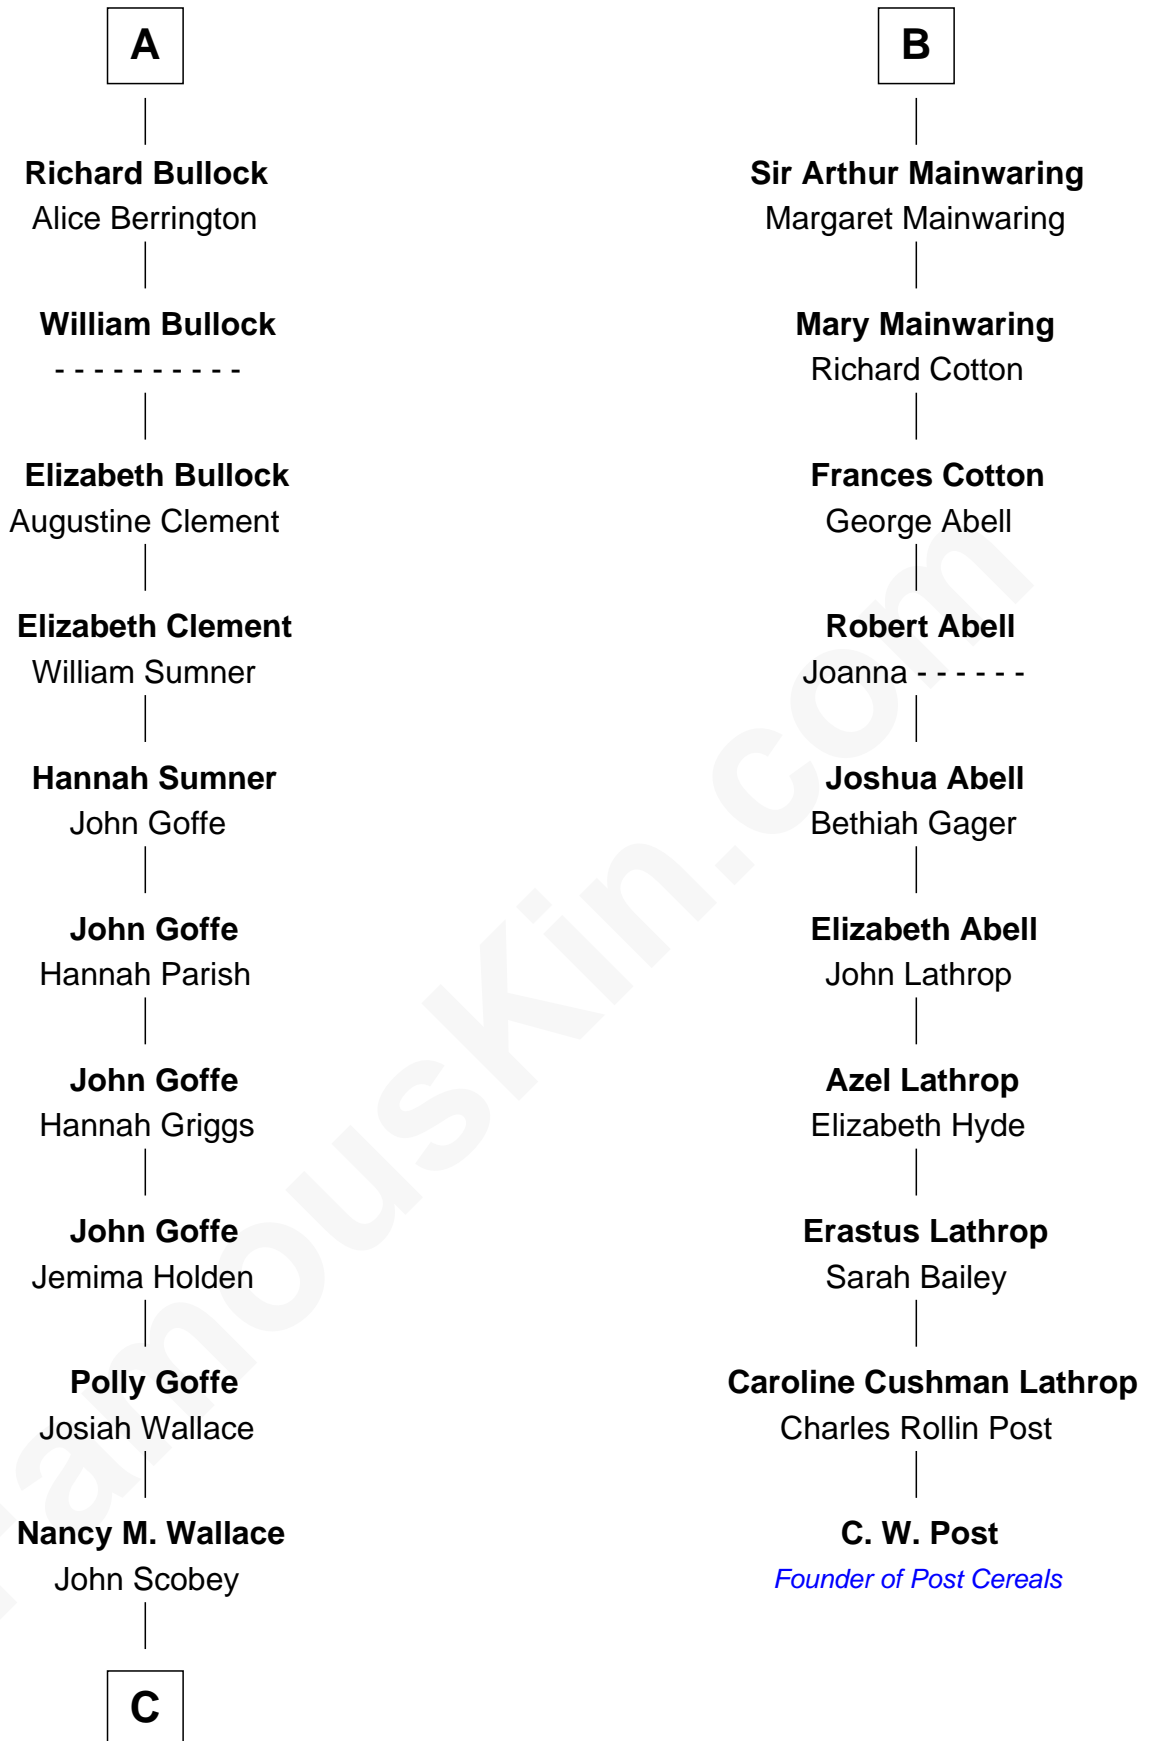 A
Richard Bullock
Alice Berrington
William Bullock
- - - - - - - - - -
Elizabeth Bullock
Augustine Clement
Elizabeth Clement
William Sumner
Hannah Sumner
John Goffe
John Goffe
Hannah Parish
John Goffe
Hannah Griggs
John Goffe
Jemima Holden
Polly Goffe
Josiah Wallace
Nancy M. Wallace
John Scobey
C
B
Sir Arthur Mainwaring
Margaret Mainwaring
Mary Mainwaring
Richard Cotton
Frances Cotton
George Abell
Robert Abell
Joanna - - - - - -
Joshua Abell
Bethiah Gager
Elizabeth Abell
John Lathrop
Azel Lathrop
Elizabeth Hyde
Erastus Lathrop
Sarah Bailey
Caroline Cushman Lathrop
Charles Rollin Post
C. W. Post
Founder of Post Cereals
FamousKin.com